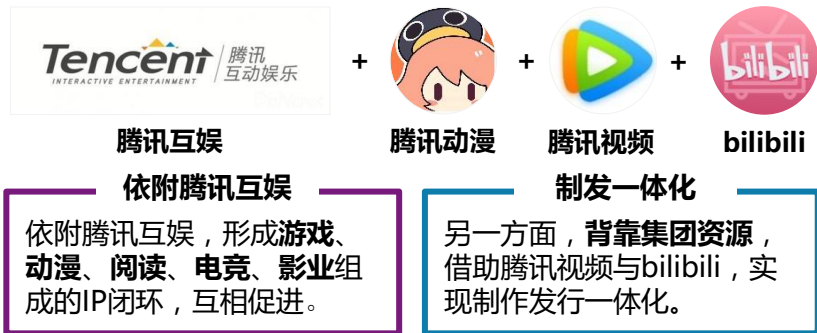 Tencent 腾讯
INTERACTIVE ENTERTAINMENT 互动娱乐
+ + +
bilibili
腾讯互娱 腾讯动漫 腾讯视频 bilibili
依附腾讯互娱
依附腾讯互娱，形成游戏、
动漫、阅读、电竞、影业组
成的IP闭环，互相促进。
制发一体化
另一方面，背靠集团资源，
借助腾讯视频与bilibili，实
现制作发行一体化。